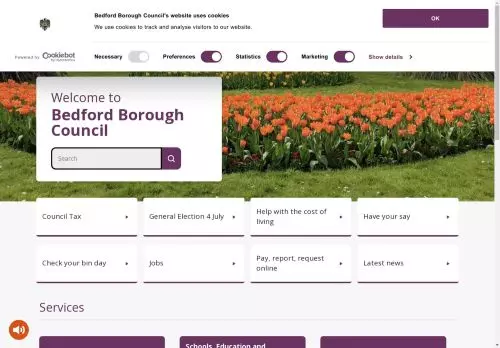 Bedford Borough Council's website uses cookies
We use cookies to track and analyse visitors to our website.
OK
Powered by
Cookiebot
Necessary
Preferences
Statistics
Marketing
Show details
Welcome to
Bedford Borough
Council
Search
Council Tax
General Election 4 July
Help with the cost of
living
Have your say
Check your bin day
Jobs
Pay, report, request
online
Latest news
Services
Schools, Education and